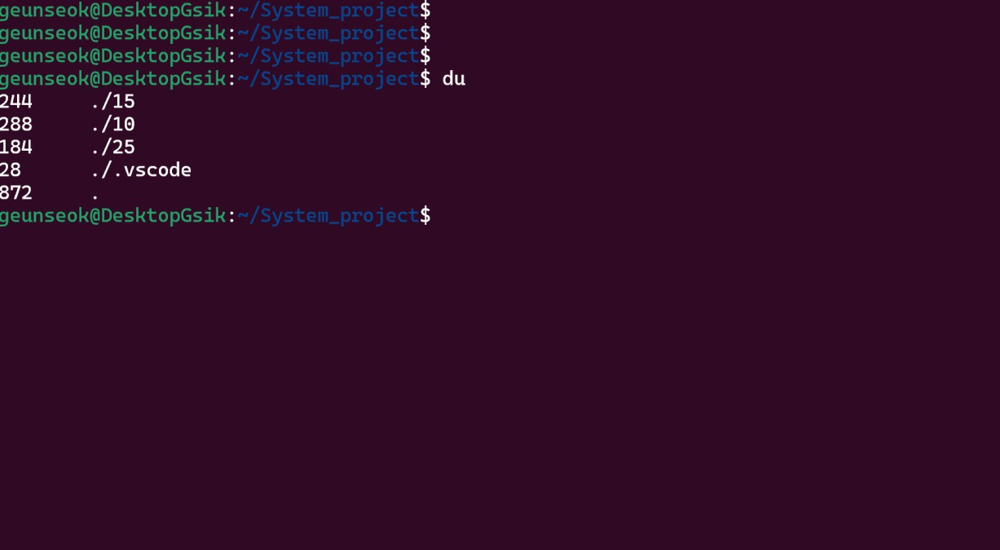 geunseok@DesktopGsik:~/System_project$
geunseok@DesktopGsik:~/System_project$
geunseok@DesktopGsik:~/System_project$
geunseok@DesktopGsik:~/System_project$ du
244     ./15
288     ./10
184     ./25
28      ./.vscode
872     .
geunseok@DesktopGsik:~/System_project$